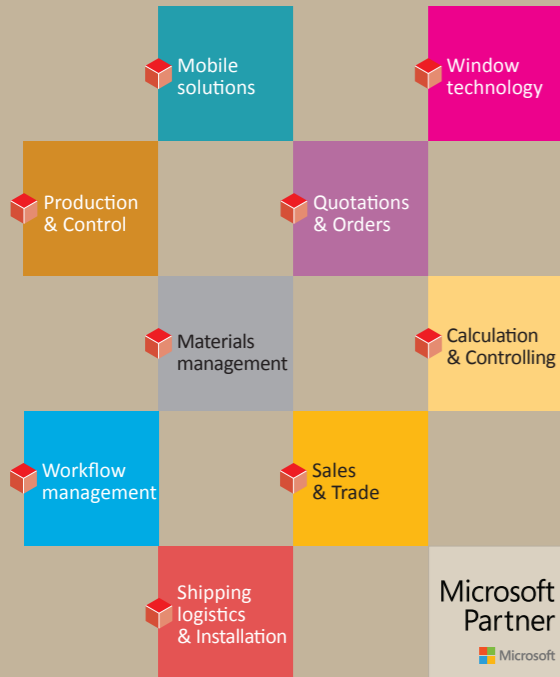 Mobile
solutions
Window
technology
Production
& Control
Quotations
& Orders
Materials
management
Calculation
& Controlling
Workflow
management
Sales
& Trade
Shipping
logistics
& Installation
Microsoft
Partner
Microsoft